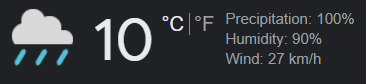 10 °C | °F
Precipitation: 100%
Humidity: 90%
Wind: 27 km/h